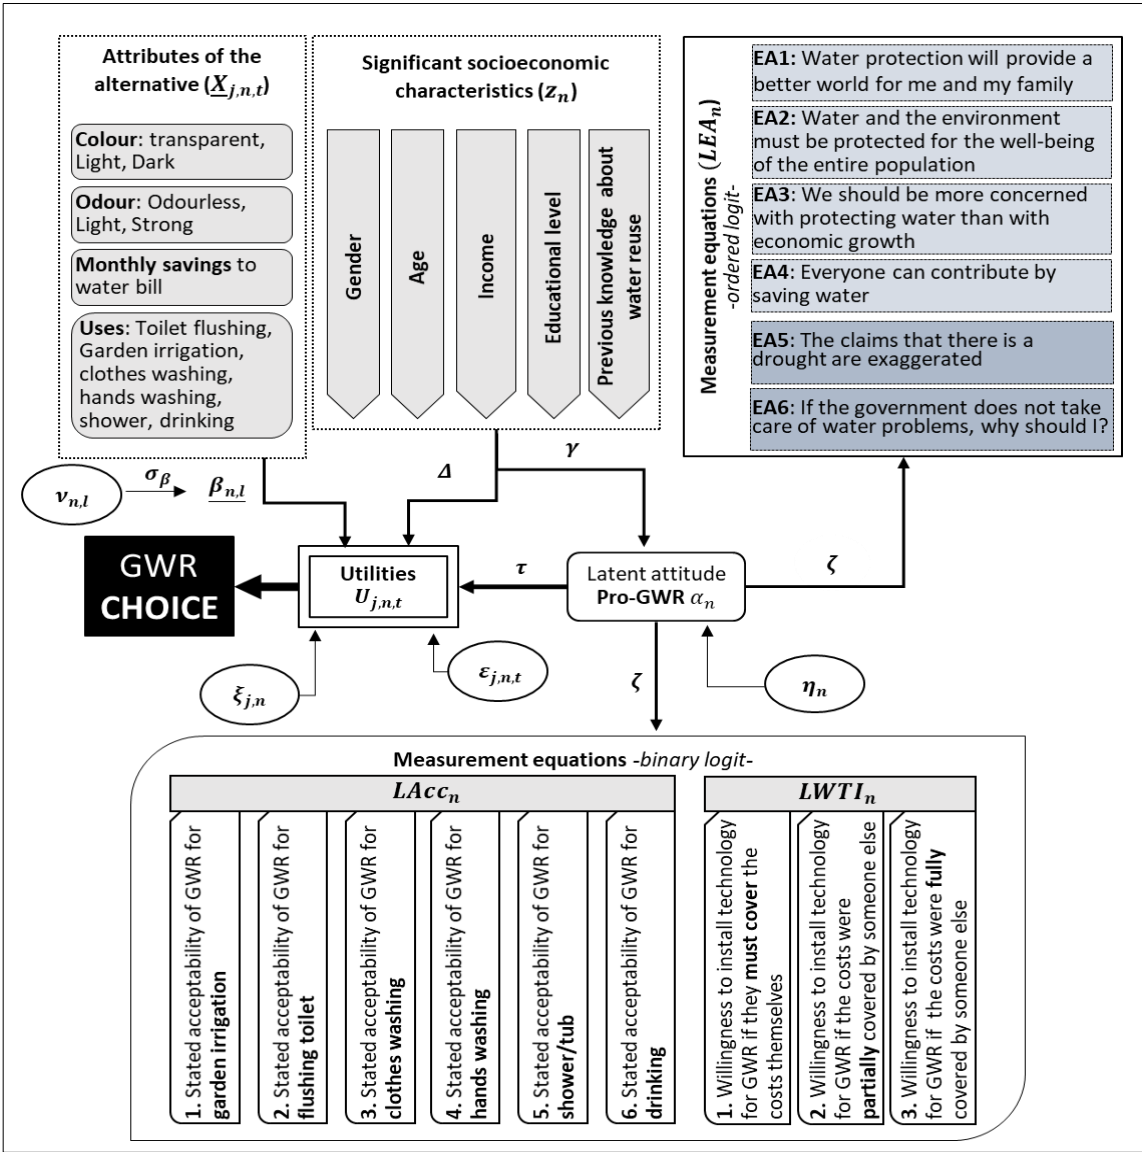 Attributes of the
alternative (X_{j,n,t})
Colour: transparent,
Light, Dark
Odour: Odourless,
Light, Strong
Monthly savings to
water bill
Uses: Toilet flushing,
Garden irrigation,
clothes washing,
hands washing,
shower, drinking
Significant socioeconomic
characteristics (z_n)
Gender
Age
Income
Educational level
Previous knowledge about
water reuse
Measurement equations (LEA_n)
-ordered logit-
EA1: Water protection will provide a
better world for me and my family
EA2: Water and the environment
must be protected for the well-being
of the entire population
EA3: We should be more concerned
with protecting water than with
economic growth
EA4: Everyone can contribute by
saving water
EA5: The claims that there is a
drought are exaggerated
EA6: If the government does not take
care of water problems, why should I?
ν_{n,l}
σ_β
β_{n,l}
Δ
γ
GWR
CHOICE
Utilities
U_{j,n,t}
τ
Latent attitude
Pro-GWR α_n
ζ
ξ_{j,n}
ε_{j,n,t}
ζ
η_n
Measurement equations -binary logit-
LAcc_n
1. Stated acceptability of GWR for
garden irrigation
2. Stated acceptability of GWR for
flushing toilet
3. Stated acceptability of GWR for
clothes washing
4. Stated acceptability of GWR for
hands washing
5. Stated acceptability of GWR for
shower/tub
6. Stated acceptability of GWR for
drinking
LWTI_n
1. Willingness to install technology
for GWR if they must cover the
costs themselves
2. Willingness to install technology
for GWR if the costs were
partially covered by someone else
3. Willingness to install technology
for GWR if  the costs were fully
covered by someone else